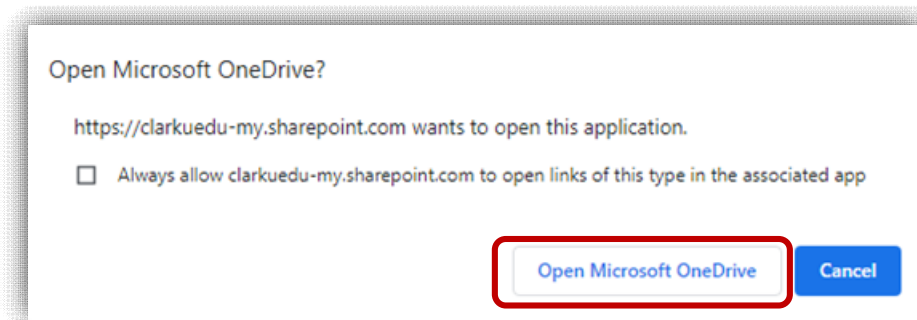 Open Microsoft OneDrive?
https://clarkuedu-my.sharepoint.com wants to open this application.
Always allow clarkuedu-my.sharepoint.com to open links of this type in the associated app
Open Microsoft OneDrive Cancel